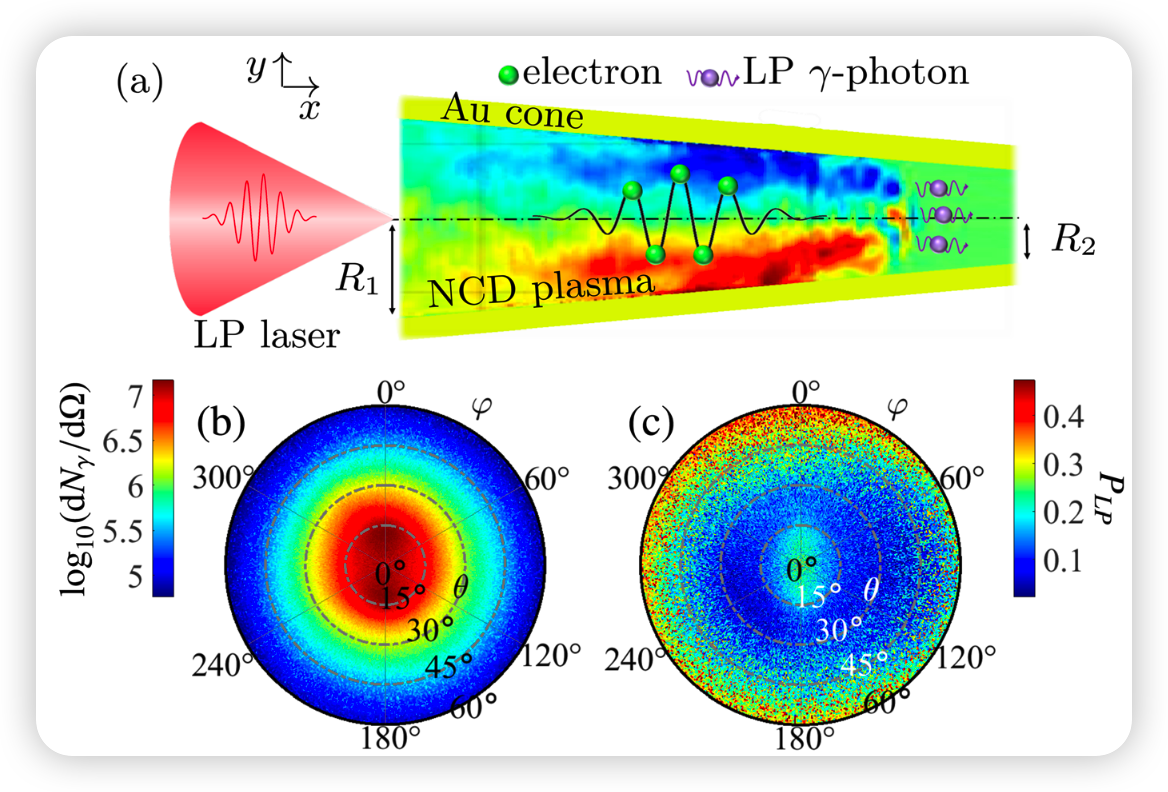 (a)
y
x
electron LP γ-photon
Au cone
R₁
R₂
NCD plasma
LP laser
(b)
log₁₀(dN_γ/dΩ)
7
6.5
6
5.5
5
0°
φ
60°
120°
180°
240°
300°
0°
15°
θ
30°
45°
60°
(c)
0°
φ
60°
120°
180°
240°
300°
0°
15°
θ
30°
45°
60°
0.4
0.3
0.2
0.1
P_LP